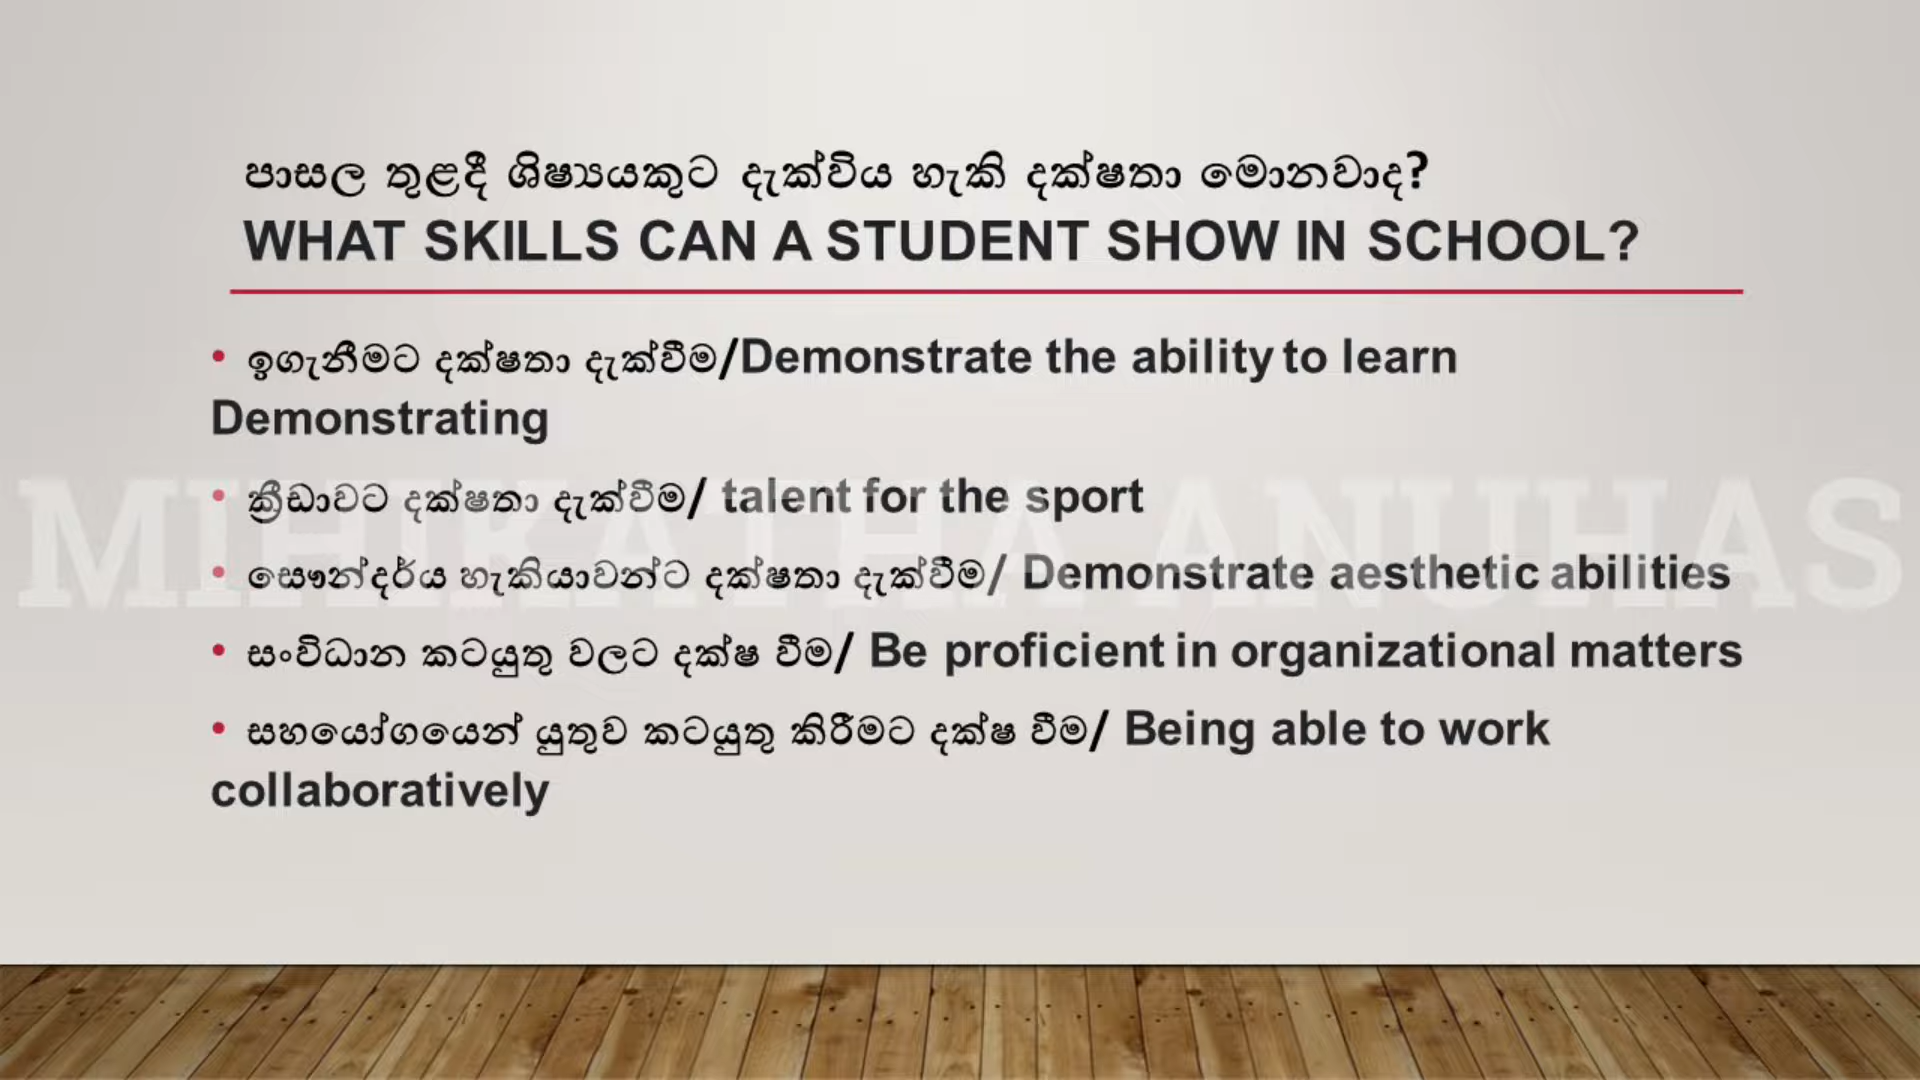 පාසල තුළදී ශිෂ්‍යයකුට දැක්විය හැකි දක්ෂතා මොනවාද?
WHAT SKILLS CAN A STUDENT SHOW IN SCHOOL?
• ඉගැනීමට දක්ෂතා දැක්වීම/Demonstrate the ability to learn
Demonstrating
• ක්‍රීඩාවට දක්ෂතා දැක්වීම/ talent for the sport
• සෞන්දර්ය හැකියාවන්ට දක්ෂතා දැක්වීම/ Demonstrate aesthetic abilities
• සංවිධාන කටයුතු වලට දක්ෂ වීම/ Be proficient in organizational matters
• සහයෝගයෙන් යුතුව කටයුතු කිරීමට දක්ෂ වීම/ Being able to work
collaboratively
MIHIKATHA ANUHAS